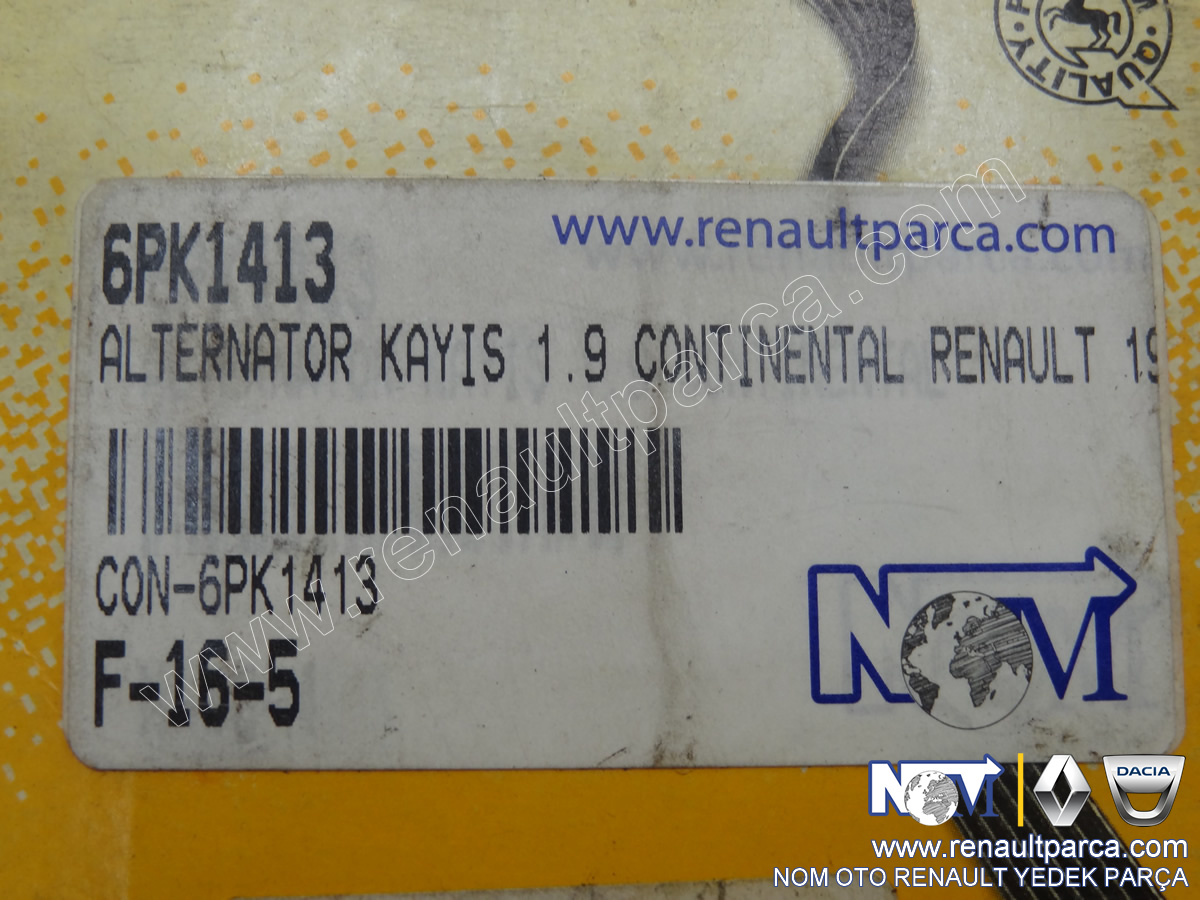 QUALITY
6PK1413
www.renaultparca.com
ALTERNATOR KAYIS 1.9 CONTINENTAL RENAULT 19
www.renaultparca.com
CON-6PK1413
F-16-5
NOM
NOM
DACIA
www.renaultparca.com
NOM OTO RENAULT YEDEK PARÇA